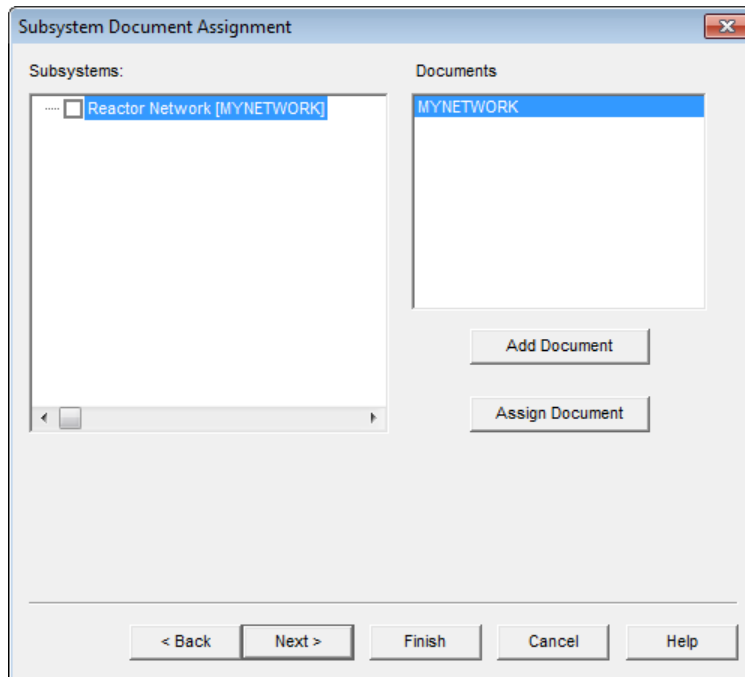 Subsystem Document Assignment
Subsystems:
Documents
Reactor Network [MYNETWORK]
MYNETWORK
Add Document
Assign Document
< Back
Next >
Finish
Cancel
Help